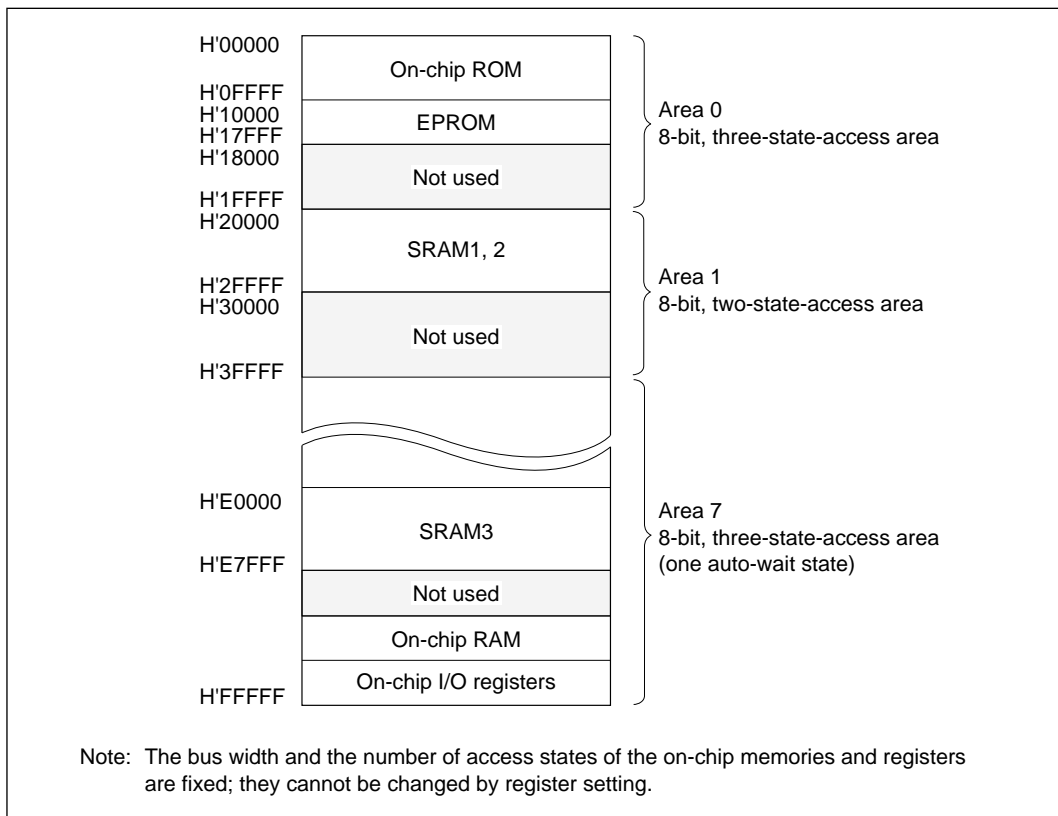 H'00000
On-chip ROM
H'0FFFF
H'10000
EPROM
H'17FFF
H'18000
Not used
H'1FFFF
Area 0
8-bit, three-state-access area
H'20000
SRAM1, 2
H'2FFFF
H'30000
Not used
H'3FFFF
Area 1
8-bit, two-state-access area
H'E0000
SRAM3
H'E7FFF
Not used
On-chip RAM
On-chip I/O registers
H'FFFFF
Area 7
8-bit, three-state-access area
(one auto-wait state)
Note: The bus width and the number of access states of the on-chip memories and registers
are fixed; they cannot be changed by register setting.